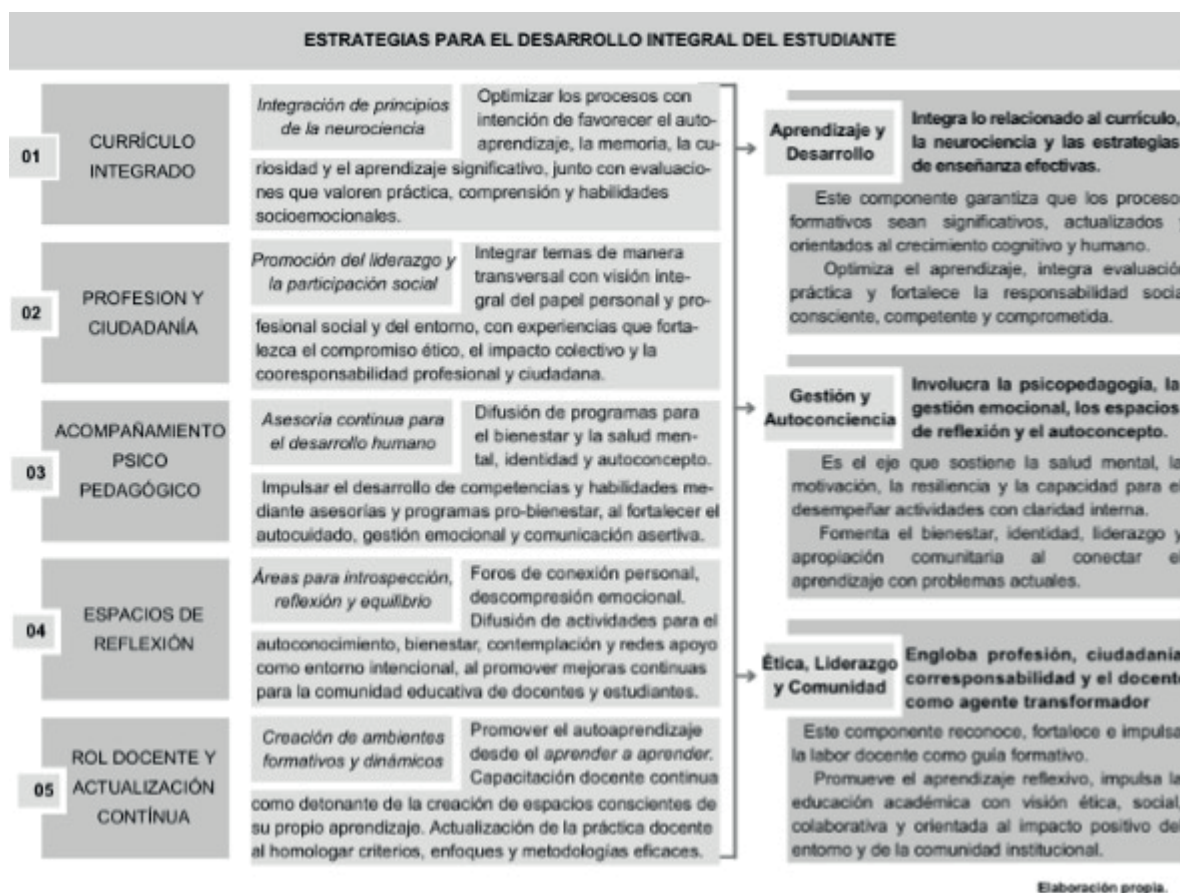 ESTRATEGIAS PARA EL DESARROLLO INTEGRAL DEL ESTUDIANTE
01
CURRÍCULO
INTEGRADO
Integración de principios
de la neurociencia
Optimizar los procesos con
intención de favorecer el auto-
aprendizaje, la memoria, la cu-
riosidad y el aprendizaje significativo, junto con evaluacio-
nes que valoren práctica, comprensión y habilidades
socioemocionales.
02
PROFESION Y
CIUDADANÍA
Promoción del liderazgo y
la participación social
Integrar temas de manera
transversal con visión inte-
gral del papel personal y pro-
fesional social y del entorno, con experiencias que forta-
lezca el compromiso ético, el impacto colectivo y la
cooresponsabilidad profesional y ciudadana.
03
ACOMPAÑAMIENTO
PSICO
PEDAGÓGICO
Asesoría continua para
el desarrollo humano
Difusión de programas para
el bienestar y la salud men-
tal, identidad y autoconcepto.
Impulsar el desarrollo de competencias y habilidades me-
diante asesorías y programas pro-bienestar, al fortalecer el
autocuidado, gestión emocional y comunicación asertiva.
04
ESPACIOS DE
REFLEXIÓN
Áreas para introspección,
reflexión y equilibrio
Foros de conexión personal,
descompresión emocional.
Difusión de actividades para el
autoconocimiento, bienestar, contemplación y redes apoyo
como entorno intencional, al promover mejoras continuas
para la comunidad educativa de docentes y estudiantes.
05
ROL DOCENTE Y
ACTUALIZACIÓN
CONTÍNUA
Creación de ambientes
formativos y dinámicos
Promover el autoaprendizaje
desde el aprender a aprender.
Capacitación docente continua
como detonante de la creación de espacios conscientes de
su propio aprendizaje. Actualización de la práctica docente
al homologar criterios, enfoques y metodologías eficaces.
Aprendizaje y
Desarrollo
Integra lo relacionado al currículo,
la neurociencia y las estrategias
de enseñanza efectivas.
Este componente garantiza que los proceso
formativos sean significativos, actualizados
orientados al crecimiento cognitivo y humano.
Optimiza el aprendizaje, integra evaluació
práctica y fortalece la responsabilidad socia
consciente, competente y comprometida.
Gestión y
Autoconciencia
Involucra la psicopedagogía, la
gestión emocional, los espacios
de reflexión y el autoconcepto.
Es el eje que sostiene la salud mental, la
motivación, la resiliencia y la capacidad para el
desempeñar actividades con claridad interna.
Fomenta el bienestar, identidad, liderazgo y
apropiación comunitaria al conectar el
aprendizaje con problemas actuales.
Ética, Liderazgo
y Comunidad
Engloba profesión, ciudadanía
corresponsabilidad y el docente
como agente transformador
Este componente reconoce, fortalece e impulsa
la labor docente como guía formativo.
Promueve el aprendizaje reflexivo, impulsa la
educación académica con visión ética, social,
colaborativa y orientada al impacto positivo del
entorno y de la comunidad institucional.
Elaboración propia.